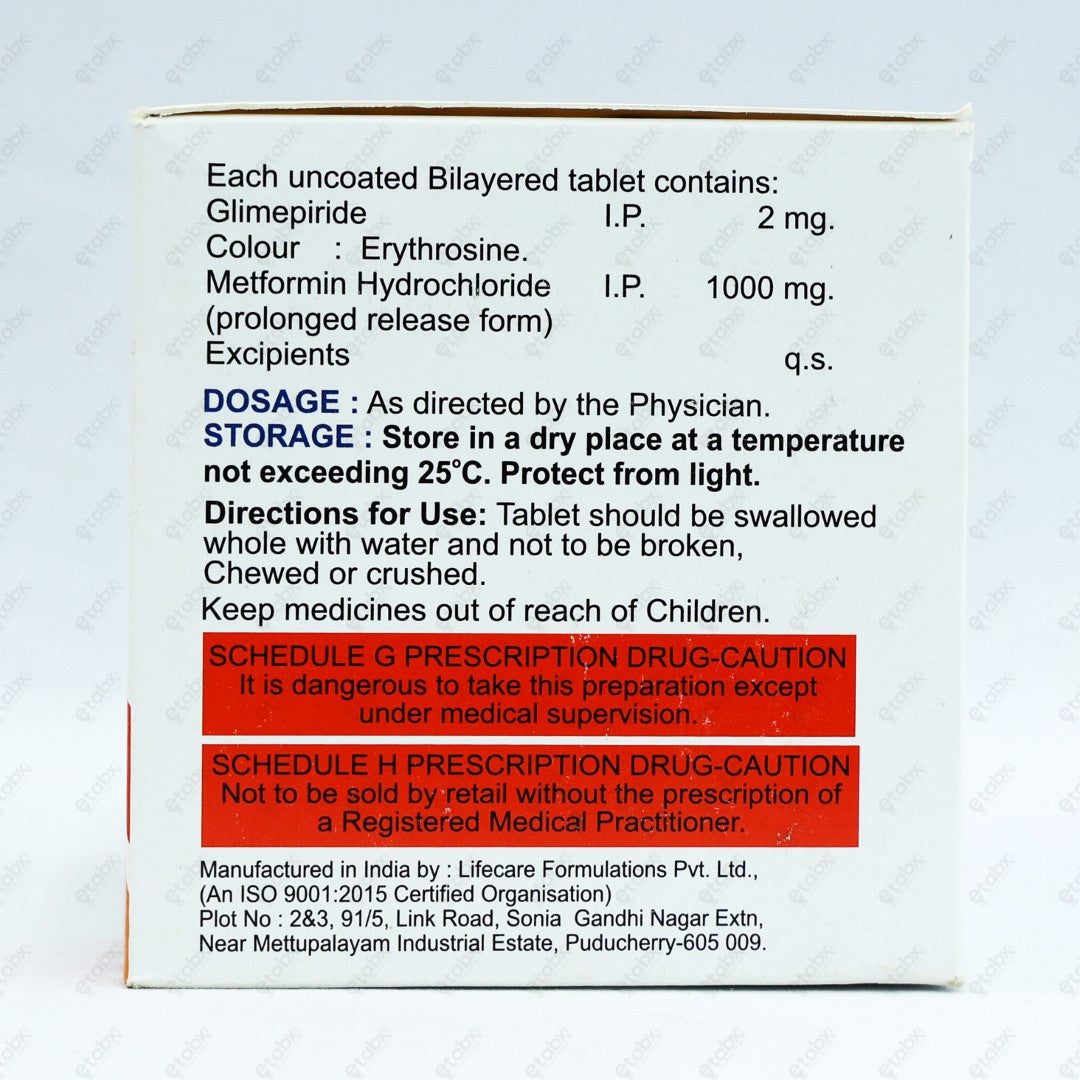 Each uncoated Bilayered tablet contains:
Glimepiride I.P. 2 mg.
Colour : Erythrosine.
Metformin Hydrochloride I.P. 1000 mg.
(prolonged release form)
Excipients q.s.
DOSAGE : As directed by the Physician.
STORAGE : Store in a dry place at a temperature
not exceeding 25°C. Protect from light.
Directions for Use: Tablet should be swallowed
whole with water and not to be broken,
Chewed or crushed.
Keep medicines out of reach of Children.
SCHEDULE G PRESCRIPTION DRUG-CAUTION
It is dangerous to take this preparation except
under medical supervision.
SCHEDULE H PRESCRIPTION DRUG-CAUTION
Not to be sold by retail without the prescription of
a Registered Medical Practitioner.
Manufactured in India by : Lifecare Formulations Pvt. Ltd.,
(An ISO 9001:2015 Certified Organisation)
Plot No : 2&3, 91/5, Link Road, Sonia Gandhi Nagar Extn,
Near Mettupalayam Industrial Estate, Puducherry-605 009.
etabx